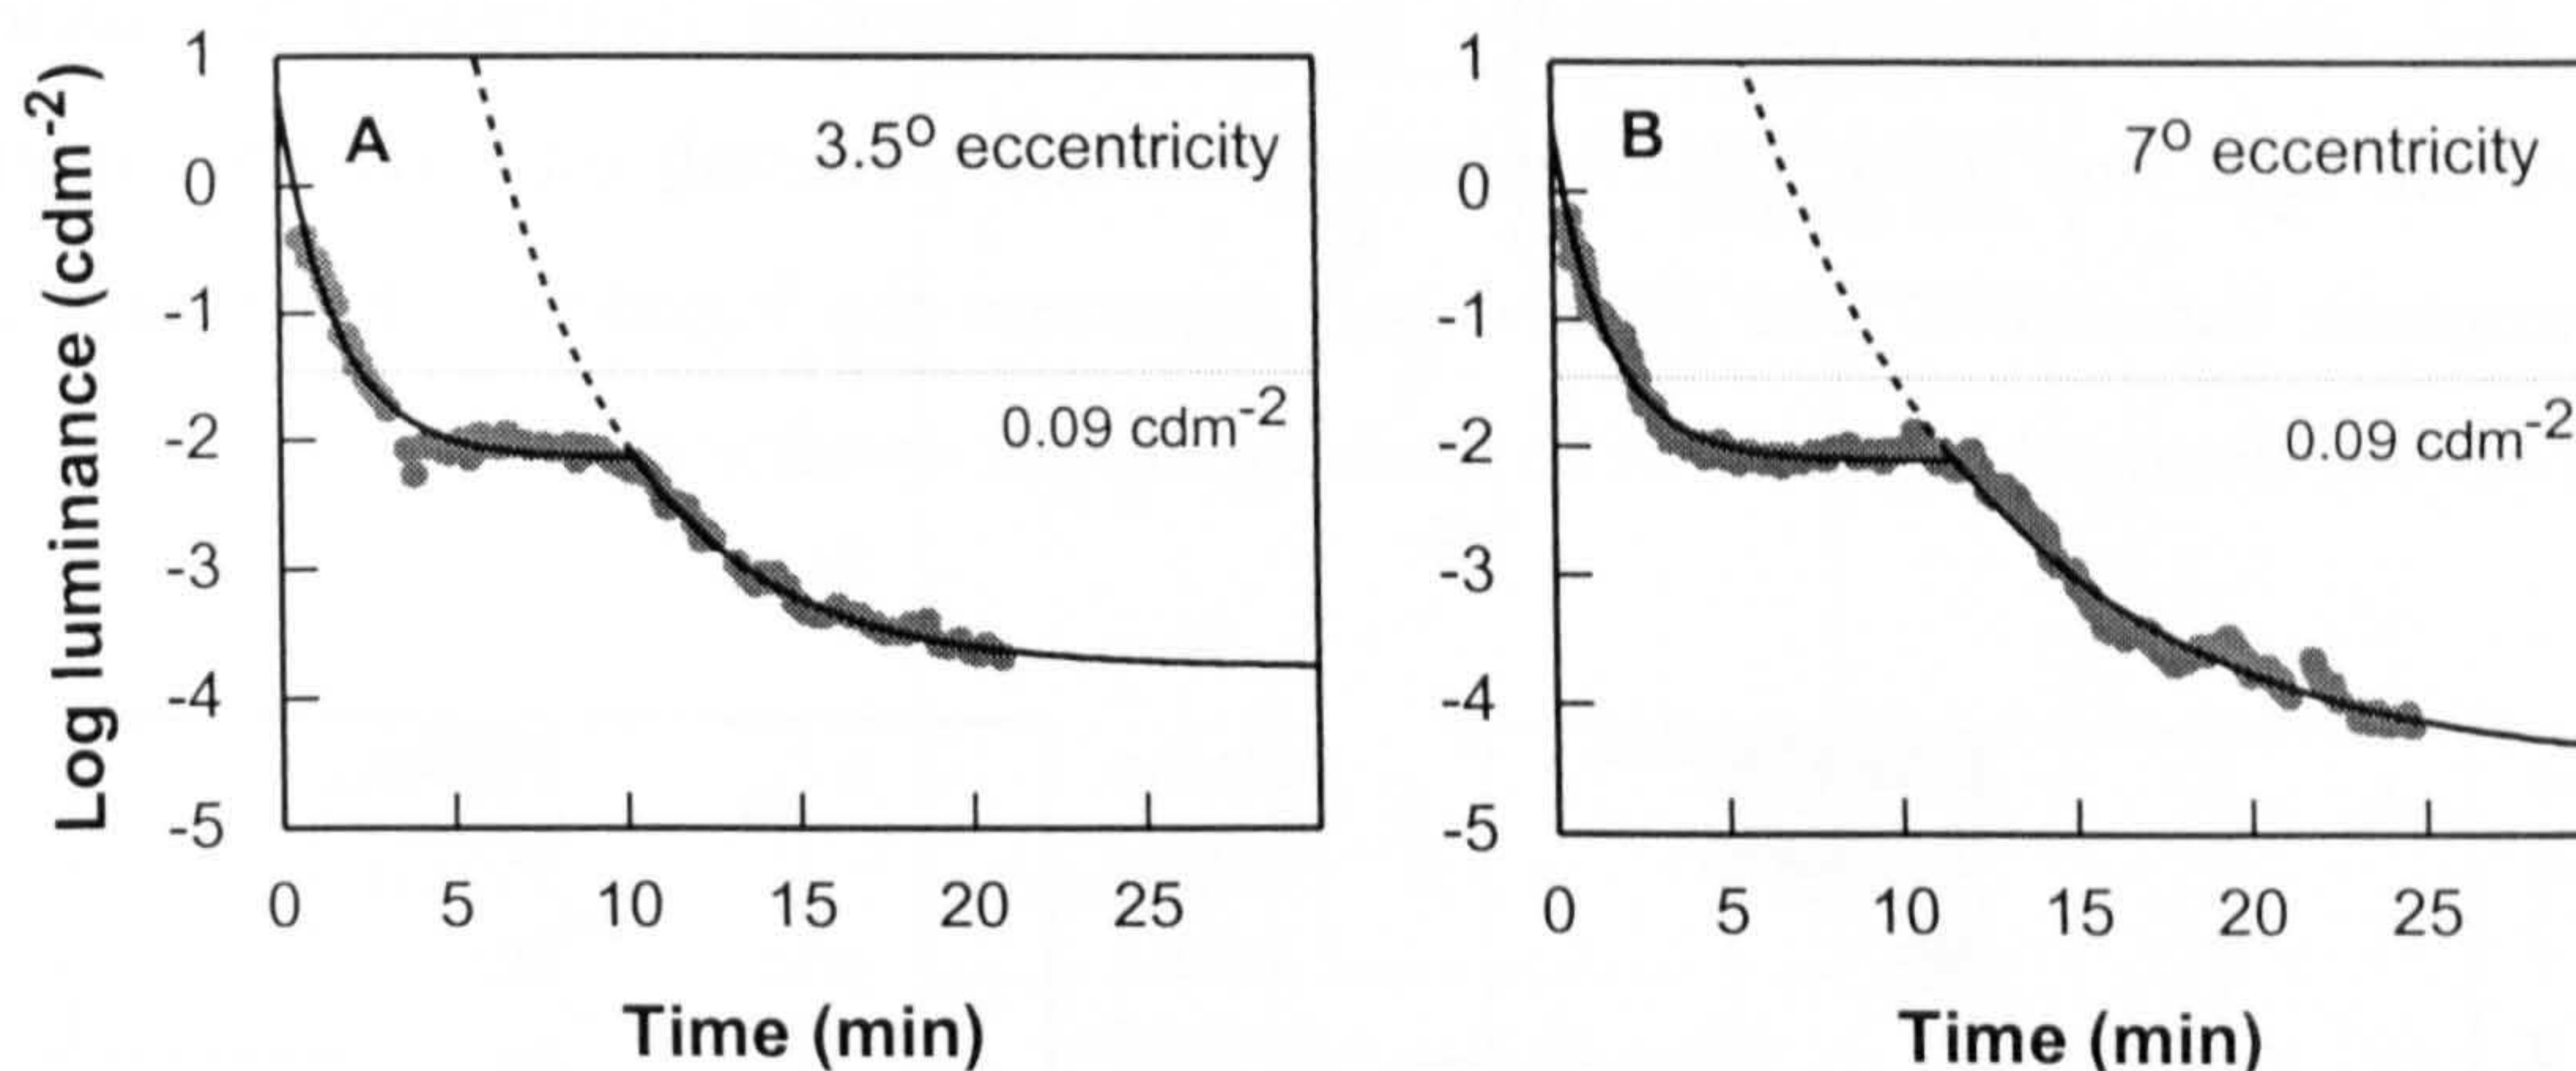 Log luminance (cdm-2)
1
0
-1
-2
-3
-4
-5
A
3.5o eccentricity
0.09 cdm-2
0 5 10 15 20 25
Time (min)
1
0
-1
-2
-3
-4
-5
B
7o eccentricity
0.09 cdm-2
0 5 10 15 20 25
Time (min)